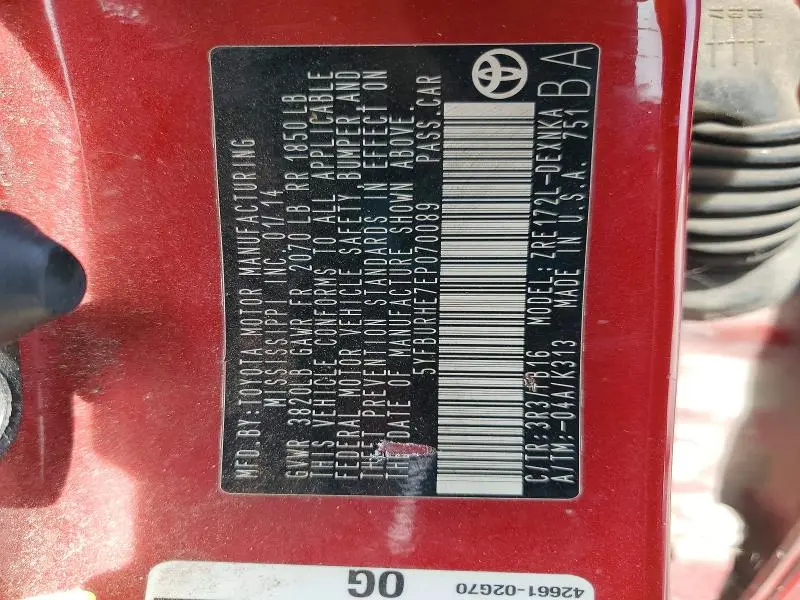 MFD. BY: TOYOTA MOTOR MANUFACTURING
MISSISSIPPI INC. 01/14
GVWR 3820LB GAWR FR 2070 LB RR 1850LB
THIS VEHICLE CONFORMS TO ALL APPLICABLE
FEDERAL MOTOR VEHICLE SAFETY, BUMPER, AND
THEFT PREVENTION STANDARDS IN EFFECT ON
THE DATE OF MANUFACTURE SHOWN ABOVE.
5YFBURHE7EP070089 PASS. CAR
C/TR: 3R3/FB16 MODEL: ZRE172L-DEXNKA
A/TM: -04A/K313 MADE IN U.S.A. 751
BA
0G
42661-02G70